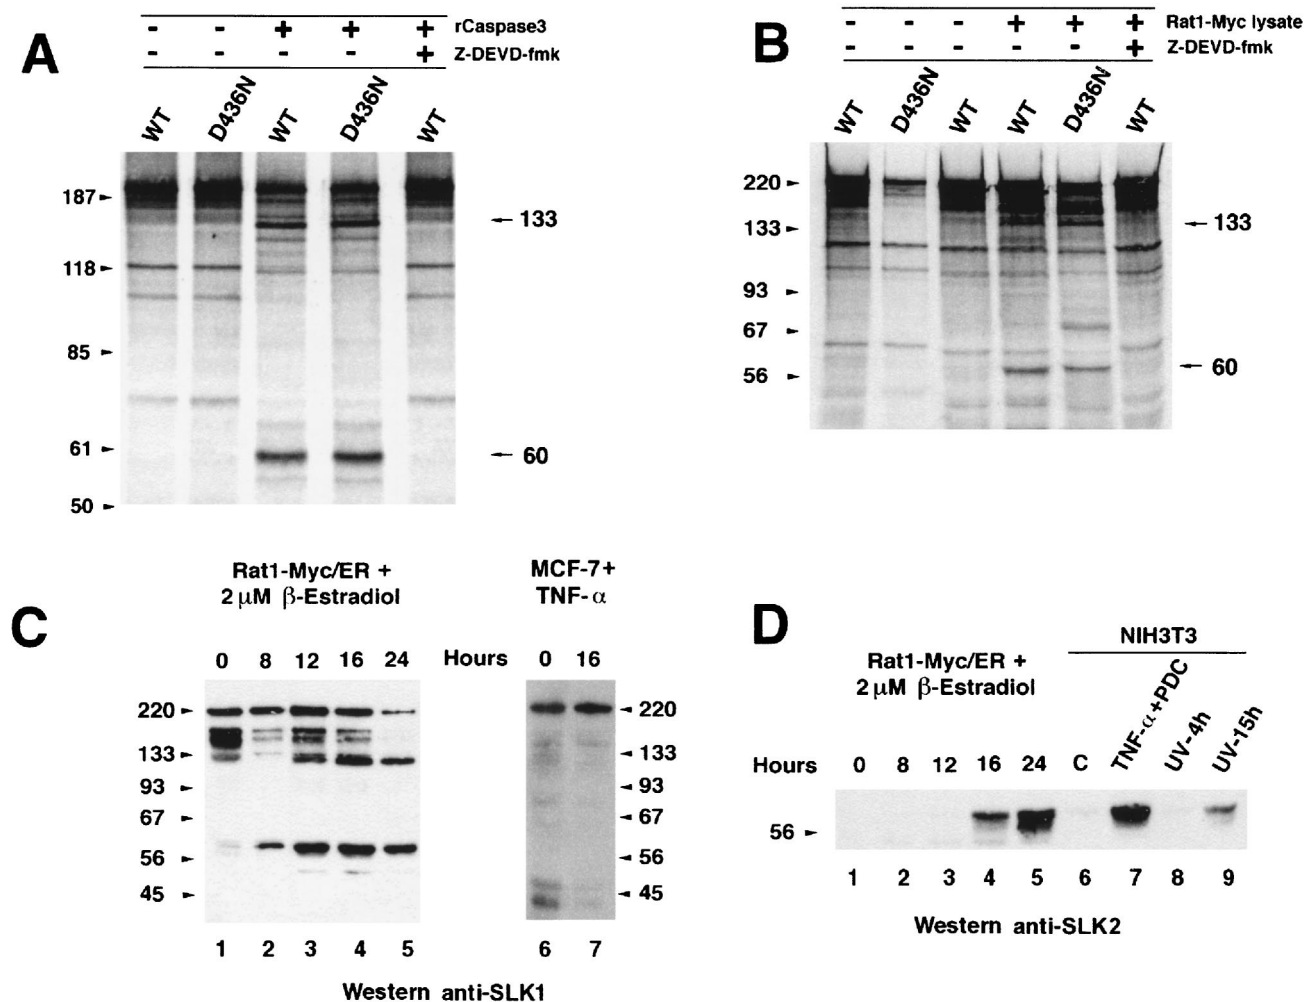 A
- - + + + rCaspase3
- - - - + Z-DEVD-fmk
WT D436N WT D436N WT
187
118
85
61
50
133
60
B
- - - + + + Rat1-Myc lysate
- - - - - + Z-DEVD-fmk
WT D436N WT WT D436N WT
220
133
93
67
56
133
60
C
Rat1-Myc/ER +
2 μM β-Estradiol
MCF-7+
TNF-α
0 8 12 16 24 Hours 0 16
220
133
93
67
56
45
220
133
93
67
56
45
1 2 3 4 5 6 7
Western anti-SLK1
D
NIH3T3
Rat1-Myc/ER +
2 μM β-Estradiol
Hours 0 8 12 16 24 C TNF-α+PDC UV-4h UV-15h
56
1 2 3 4 5 6 7 8 9
Western anti-SLK2